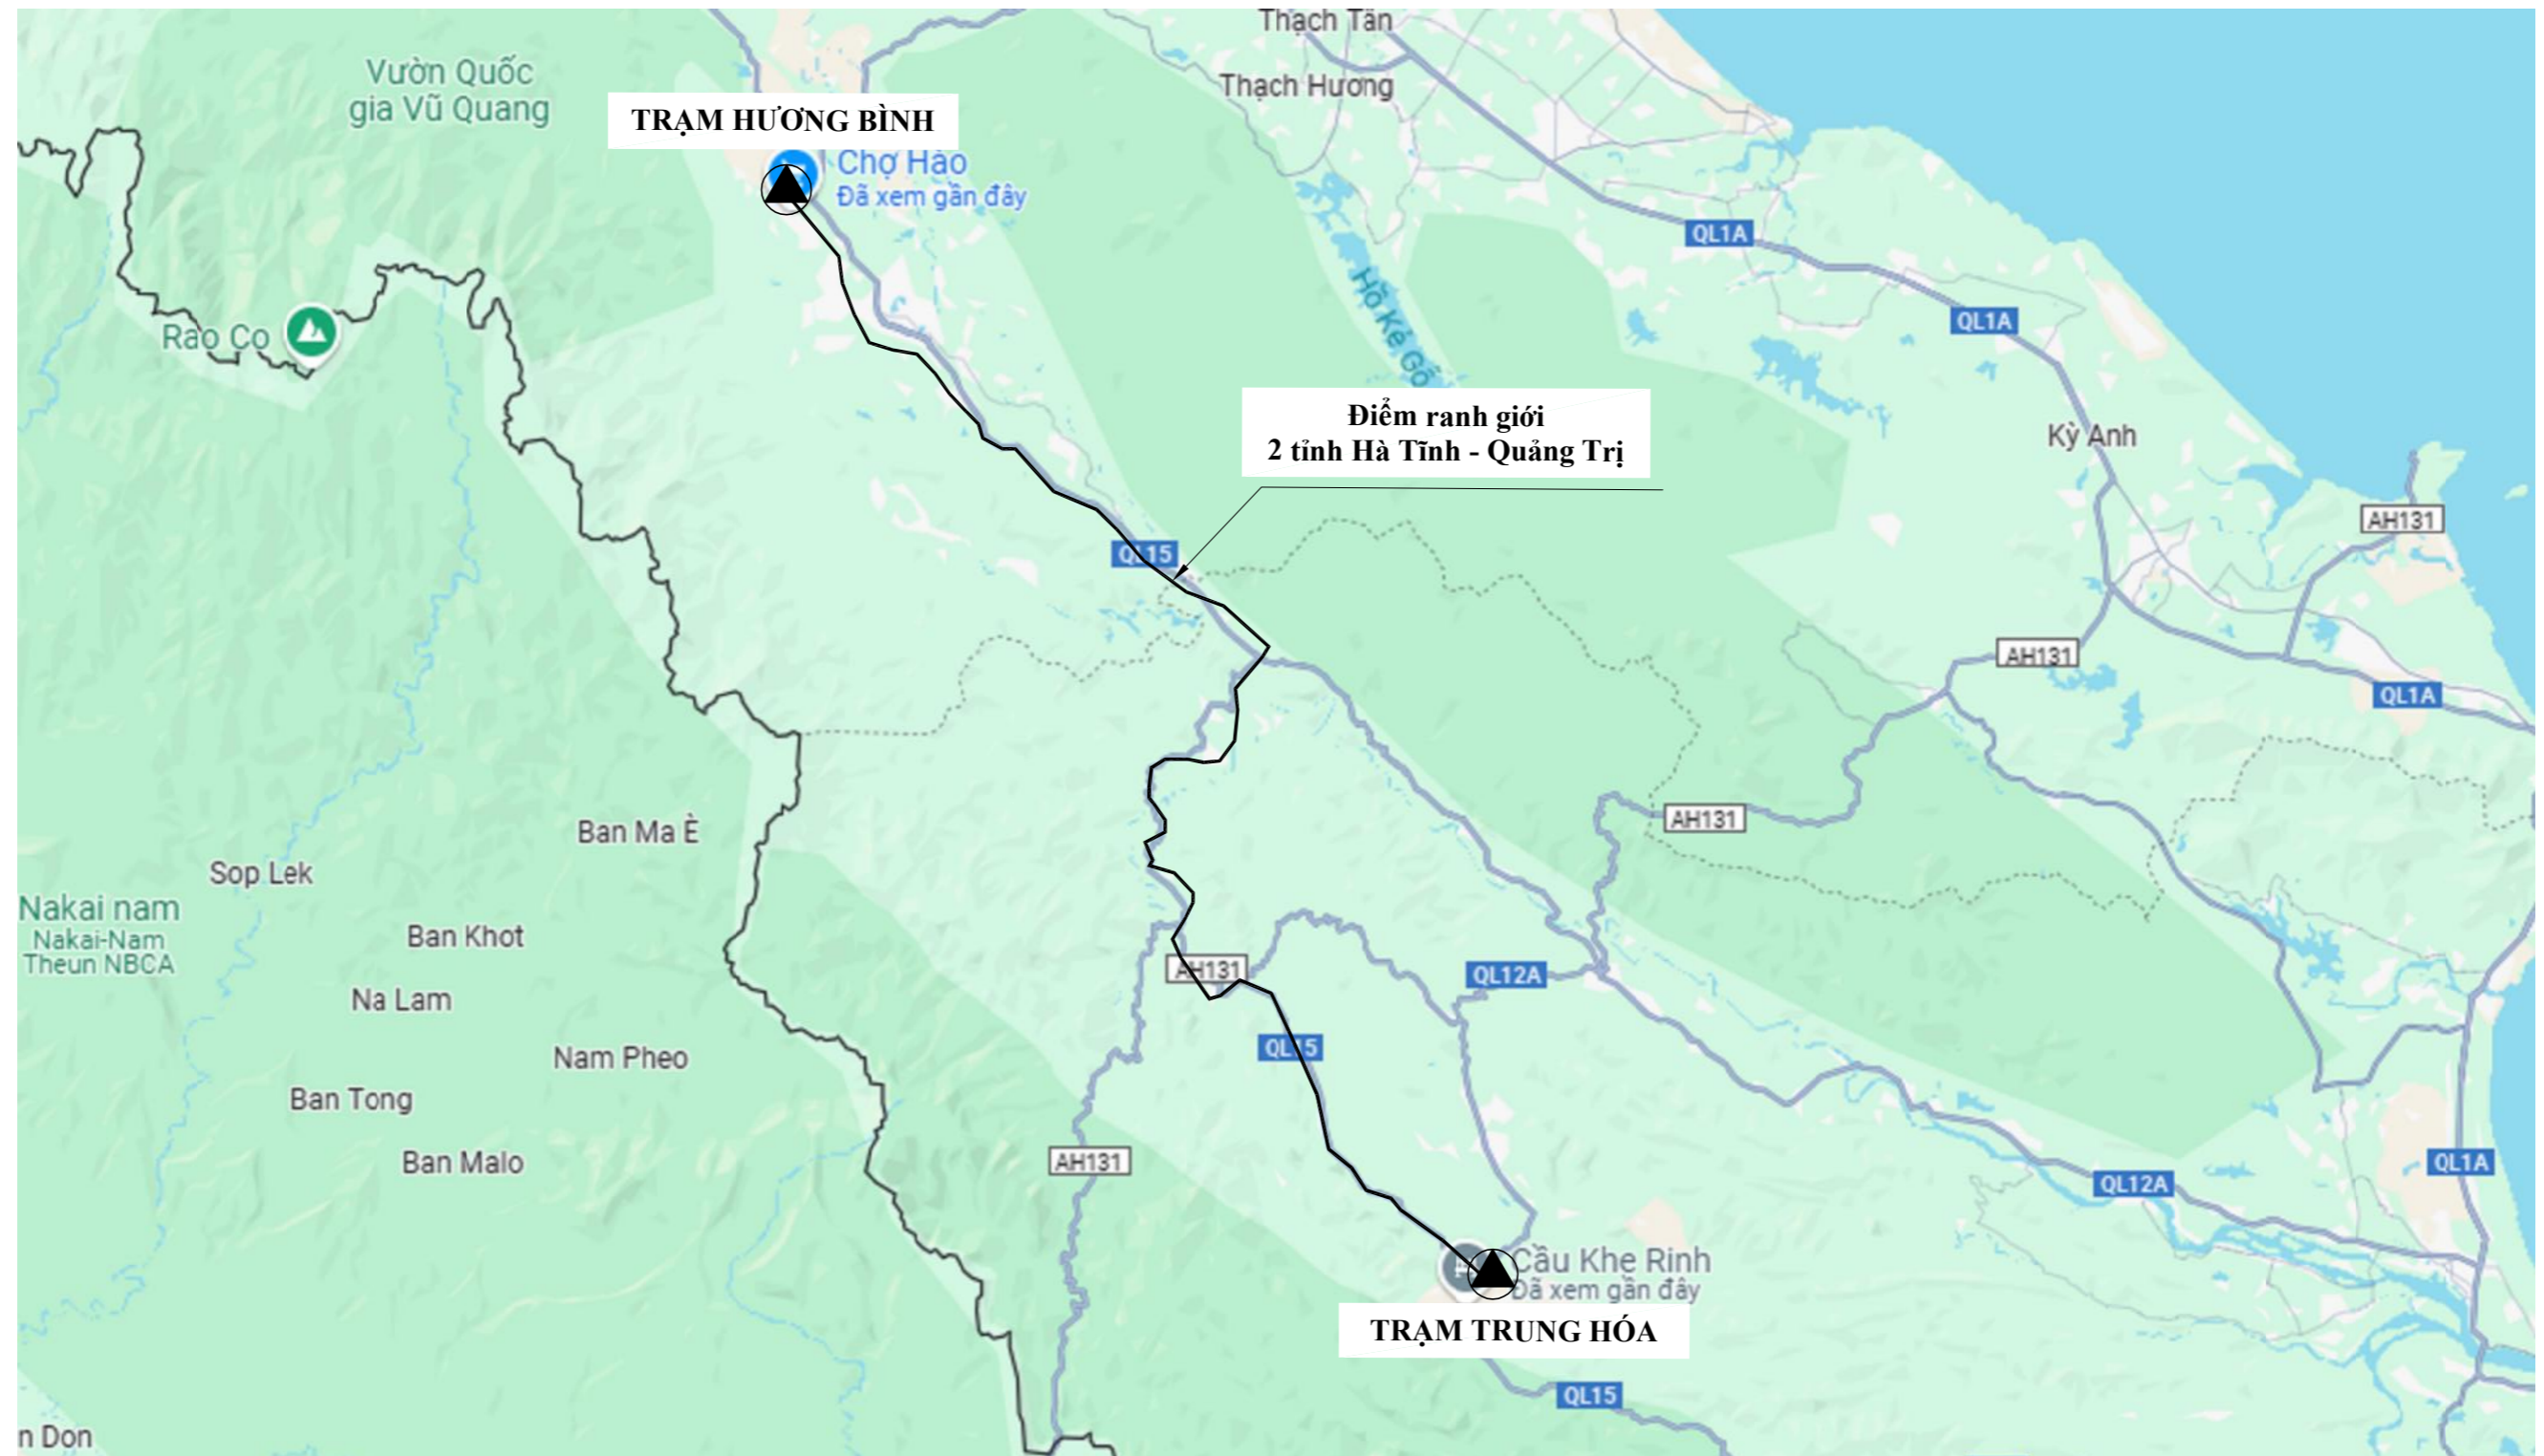 Thạch Tân
Vườn Quốc
gia Vũ Quang
Thạch Hương
TRẠM HƯƠNG BÌNH
Chợ Hào
Đã xem gần đây
QL1A
Hồ Kẻ Gỗ
QL1A
Rào Cọ
Điểm ranh giới
2 tỉnh Hà Tĩnh - Quảng Trị
Kỳ Anh
AH131
QL15
AH131
QL1A
AH131
Ban Ma È
Sop Lek
Nakai nam
Nakai-Nam
Theun NBCA
Ban Khot
AH131
QL12A
Na Lam
QL15
Nam Pheo
Ban Tong
AH131
Ban Malo
QL1A
QL12A
Cầu Khe Rinh
Đã xem gần đây
TRẠM TRUNG HÓA
QL15
n Don